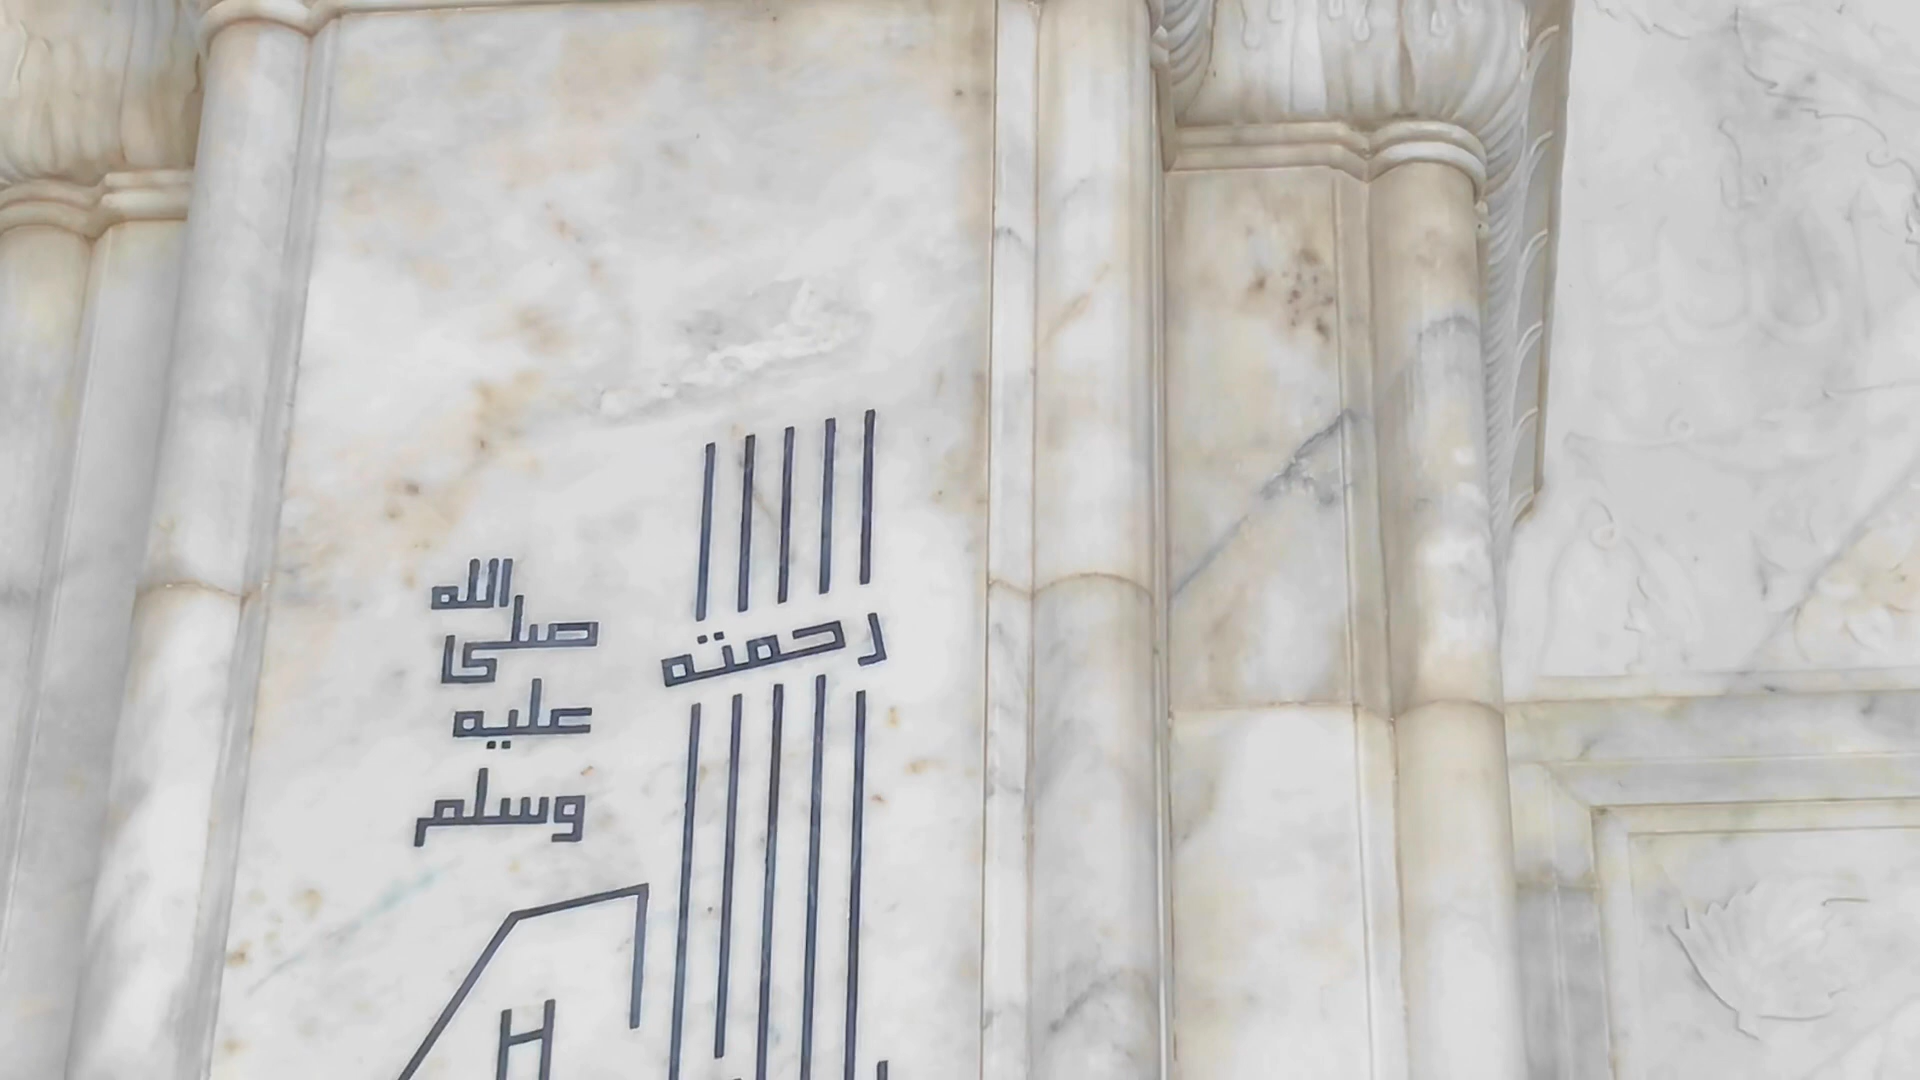 رحمته
صلى الله
عليه
وسلم